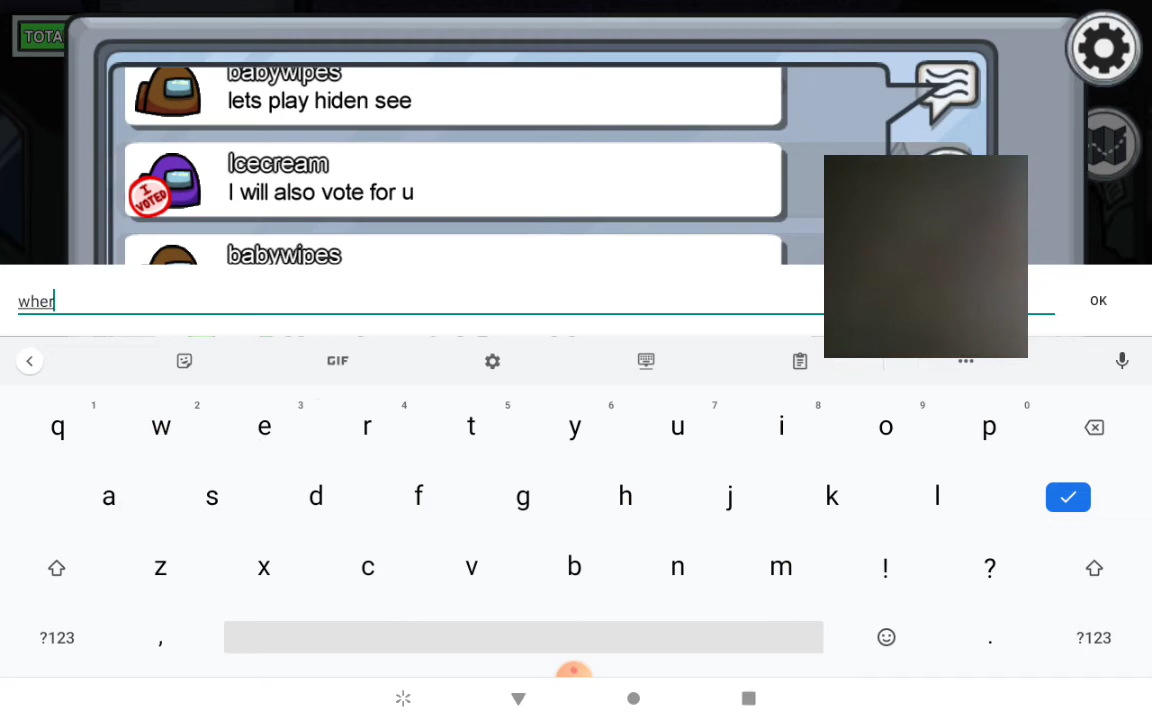 TOTA
babywipes
lets play hiden see
Icecream
I will also vote for u
I VOTED
babywipes
wher
OK
GIF
1 2 3 4 5 6 7 8 9 0
q w e r t y u i o p
a s d f g h j k l
z x c v b n m ! ?
?123 , . ?123